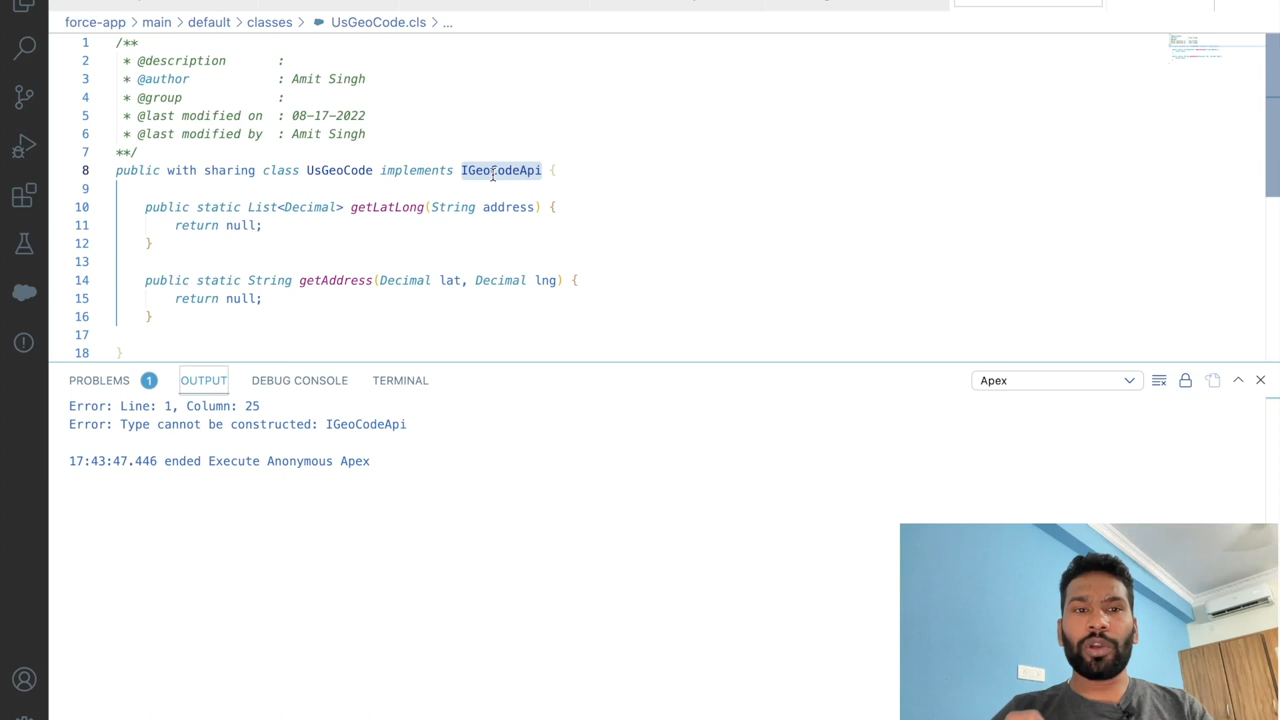 force-app > main > default > classes > UsGeoCode.cls > ...
1 /**
2 * @description :
3 * @author : Amit Singh
4 * @group :
5 * @last modified on : 08-17-2022
6 * @last modified by : Amit Singh
7 **/
8 public with sharing class UsGeoCode implements IGeoCodeApi {
9
10 public static List<Decimal> getLatLong(String address) {
11 return null;
12 }
13
14 public static String getAddress(Decimal lat, Decimal lng) {
15 return null;
16 }
17
18 }
PROBLEMS 1 OUTPUT DEBUG CONSOLE TERMINAL Apex
Error: Line: 1, Column: 25
Error: Type cannot be constructed: IGeoCodeApi
17:43:47.446 ended Execute Anonymous Apex